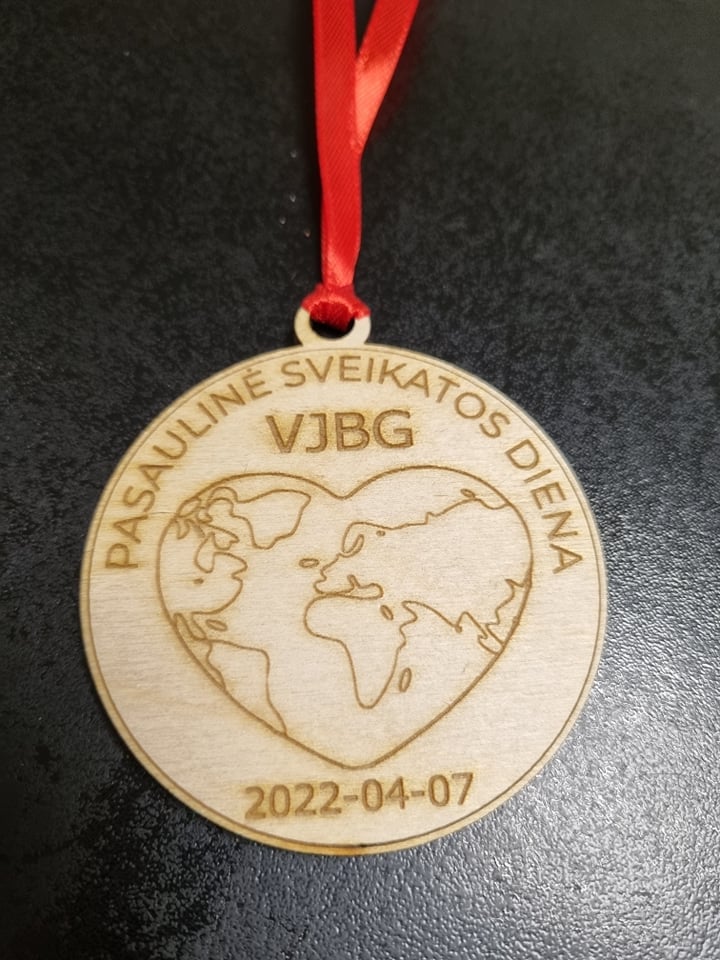 PASAULINĖ SVEIKATOS DIENA
VJBG
2022-04-07